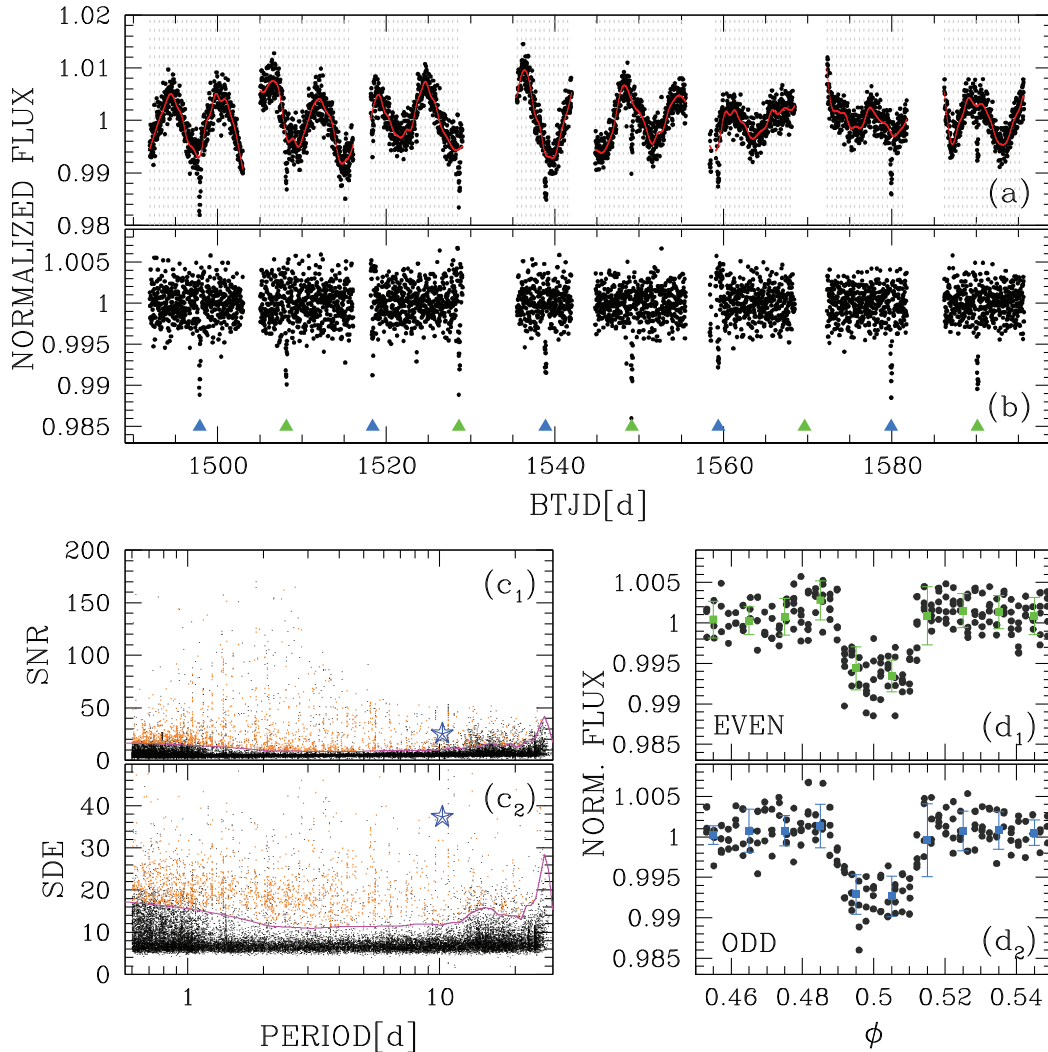 1.02
1.01
1
0.99
0.98
(a)
NORMALIZED FLUX
1.005
1
0.995
0.99
0.985
(b)
1500 1520 1540 1560 1580
BTJD[d]
200
150
100
50
0
SNR
(c1)
40
30
20
10
0
SDE
(c2)
1 10
PERIOD[d]
1.005
1
0.995
0.99
0.985
EVEN
(d1)
NORM. FLUX
1.005
1
0.995
0.99
0.985
ODD
(d2)
0.46 0.48 0.5 0.52 0.54
ϕ